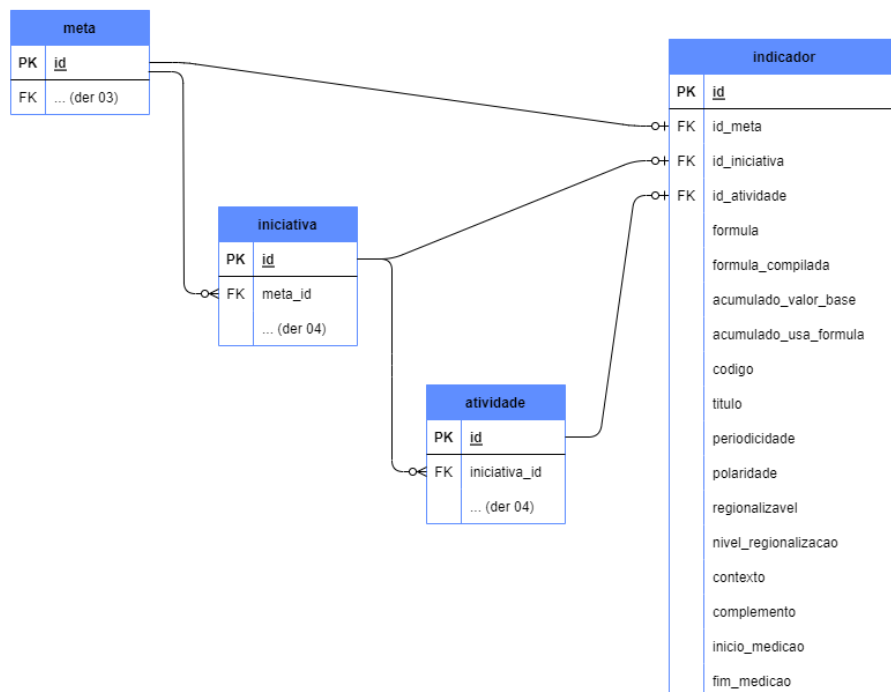 meta
PK id
FK ... (der 03)
iniciativa
PK id
FK meta_id
... (der 04)
atividade
PK id
FK iniciativa_id
... (der 04)
indicador
PK id
FK id_meta
FK id_iniciativa
FK id_atividade
formula
formula_compilada
acumulado_valor_base
acumulado_usa_formula
codigo
titulo
periodicidade
polaridade
regionalizavel
nivel_regionalizacao
contexto
complemento
inicio_medicao
fim_medicao